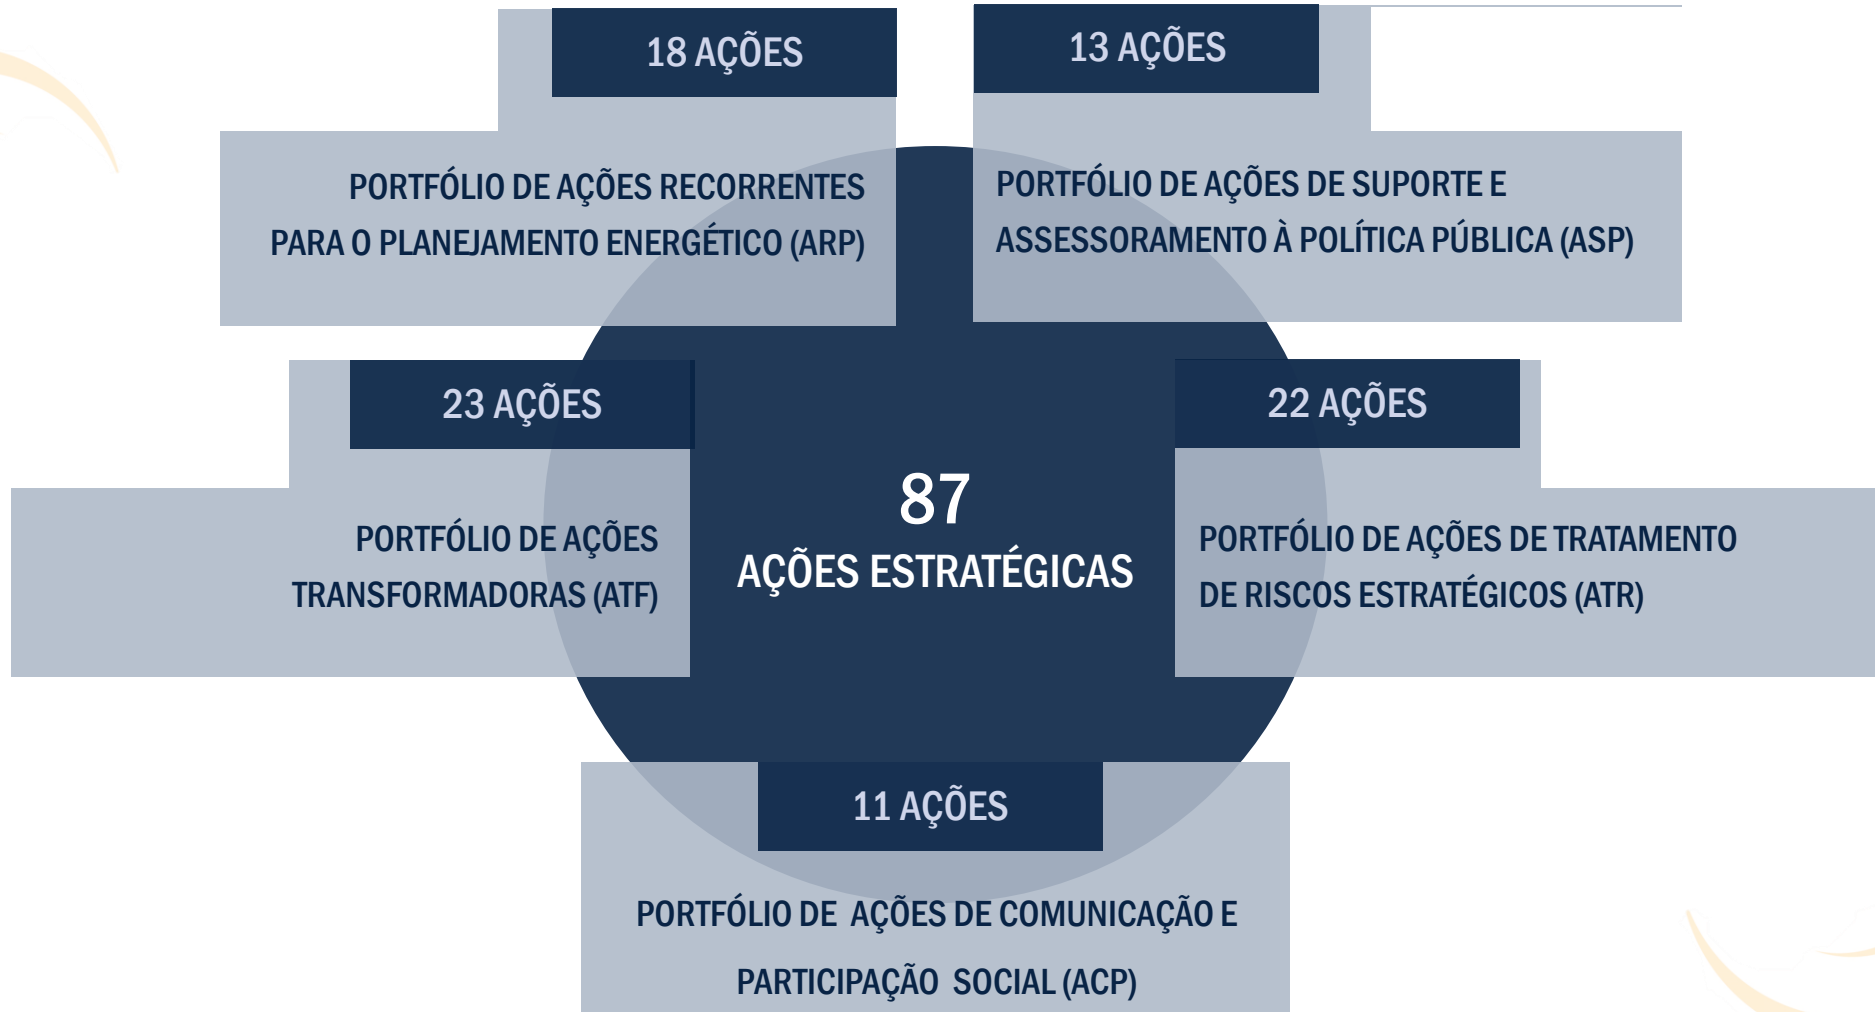 18 AÇÕES
PORTFÓLIO DE AÇÕES RECORRENTES
PARA O PLANEJAMENTO ENERGÉTICO (ARP)
13 AÇÕES
PORTFÓLIO DE AÇÕES DE SUPORTE E
ASSESSORAMENTO À POLÍTICA PÚBLICA (ASP)
23 AÇÕES
PORTFÓLIO DE AÇÕES
TRANSFORMADORAS (ATF)
87
AÇÕES ESTRATÉGICAS
22 AÇÕES
PORTFÓLIO DE AÇÕES DE TRATAMENTO
DE RISCOS ESTRATÉGICOS (ATR)
11 AÇÕES
PORTFÓLIO DE AÇÕES DE COMUNICAÇÃO E
PARTICIPAÇÃO SOCIAL (ACP)